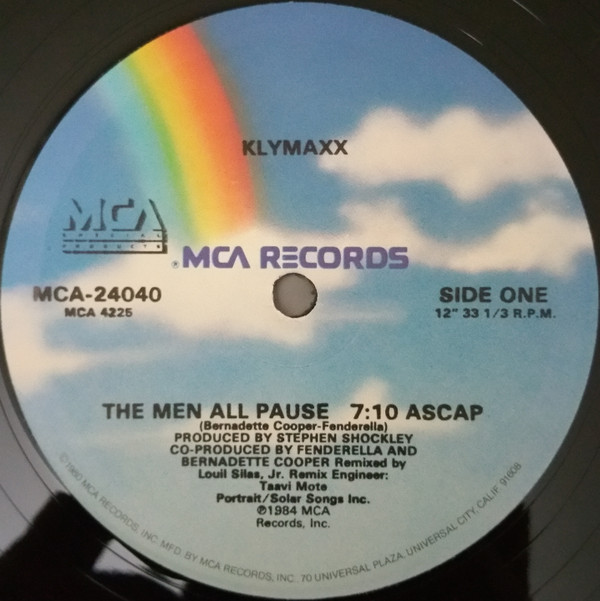 KLYMAXX
MCA
SPECIAL
PRODUCTS
MCA RECORDS
MCA-24040
MCA 4225
SIDE ONE
12" 33 1/3 R.P.M.
THE MEN ALL PAUSE 7:10 ASCAP
(Bernadette Cooper-Fenderella)
PRODUCED BY STEPHEN SHOCKLEY
CO-PRODUCED BY FENDERELLA AND
BERNADETTE COOPER Remixed by
Louil Silas, Jr. Remix Engineer:
Taavi Mote
Portrait/Solar Songs Inc.
℗1984 MCA
Records, Inc.
©1980 MCA RECORDS, INC. MFD. BY MCA RECORDS, INC., 70 UNIVERSAL PLAZA, UNIVERSAL CITY, CALIF. 91608